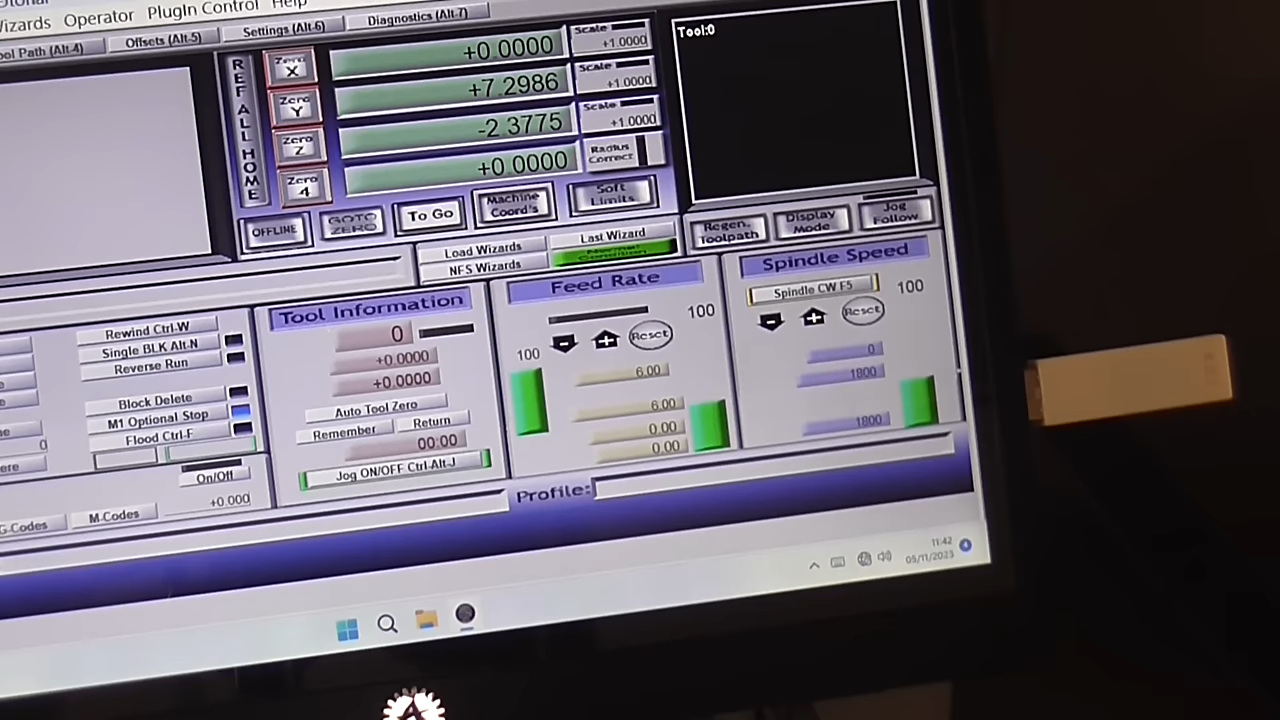 Wizards Operator PlugIn Control Help
Tool Path (Alt-4) Offsets (Alt-5) Settings (Alt-6) Diagnostics (Alt-7)
REF ALL HOME
Zero X +0.0000 Scale +1.0000
Zero Y +7.2986 Scale +1.0000
Zero Z -2.3775 Scale +1.0000
Zero 4 +0.0000 Radius Correct
OFFLINE GOTO ZERO To Go Machine Coord's Soft Limits
Tool:0
Regen. Toolpath Display Mode Jog Follow
Load Wizards Last Wizard
NFS Wizards Normal Condition
Rewind Ctrl-W
Single BLK Alt-N
Reverse Run
Block Delete
M1 Optional Stop
Flood Ctrl-F
0
On/Off
+0.000
G-Codes M-Codes
Tool Information
0
+0.0000
+0.0000
Auto Tool Zero
Remember Return
00:00
Jog ON/OFF Ctrl-Alt-J
Feed Rate
100
Reset
100
6.00
6.00
0.00
0.00
Spindle Speed
Spindle CW F5 100
Reset
0
1800
1800
Profile:
11:42
05/11/2023
4